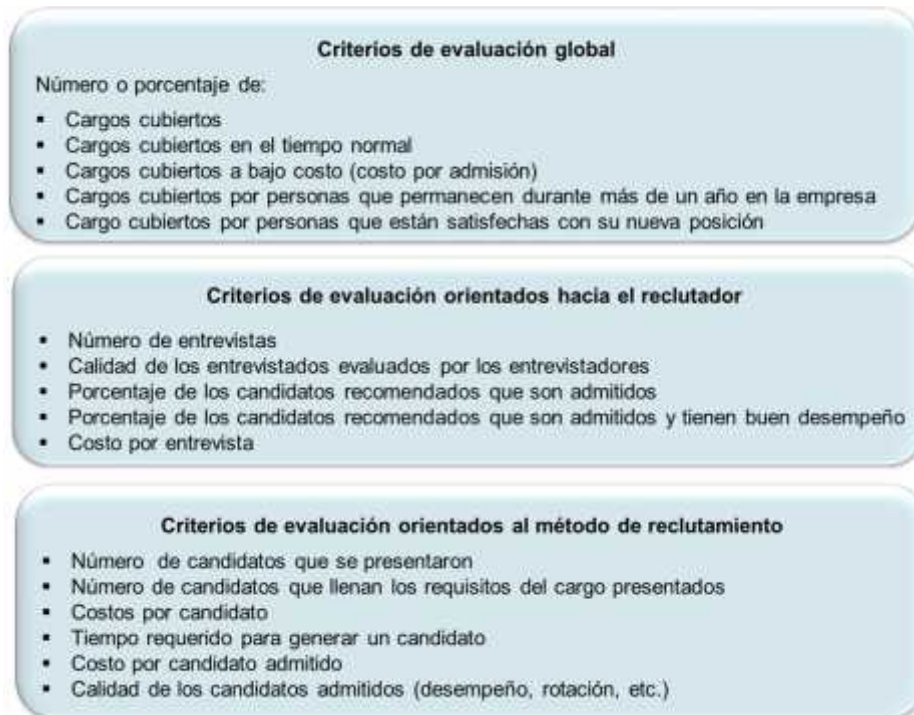 Criterios de evaluación global
Número o porcentaje de:
▪ Cargos cubiertos
▪ Cargos cubiertos en el tiempo normal
▪ Cargos cubiertos a bajo costo (costo por admisión)
▪ Cargos cubiertos por personas que permanecen durante más de un año en la empresa
▪ Cargo cubiertos por personas que están satisfechas con su nueva posición
Criterios de evaluación orientados hacia el reclutador
▪ Número de entrevistas
▪ Calidad de los entrevistados evaluados por los entrevistadores
▪ Porcentaje de los candidatos recomendados que son admitidos
▪ Porcentaje de los candidatos recomendados que son admitidos y tienen buen desempeño
▪ Costo por entrevista
Criterios de evaluación orientados al método de reclutamiento
▪ Número de candidatos que se presentaron
▪ Número de candidatos que llenan los requisitos del cargo presentados
▪ Costos por candidato
▪ Tiempo requerido para generar un candidato
▪ Costo por candidato admitido
▪ Calidad de los candidatos admitidos (desempeño, rotación, etc.)